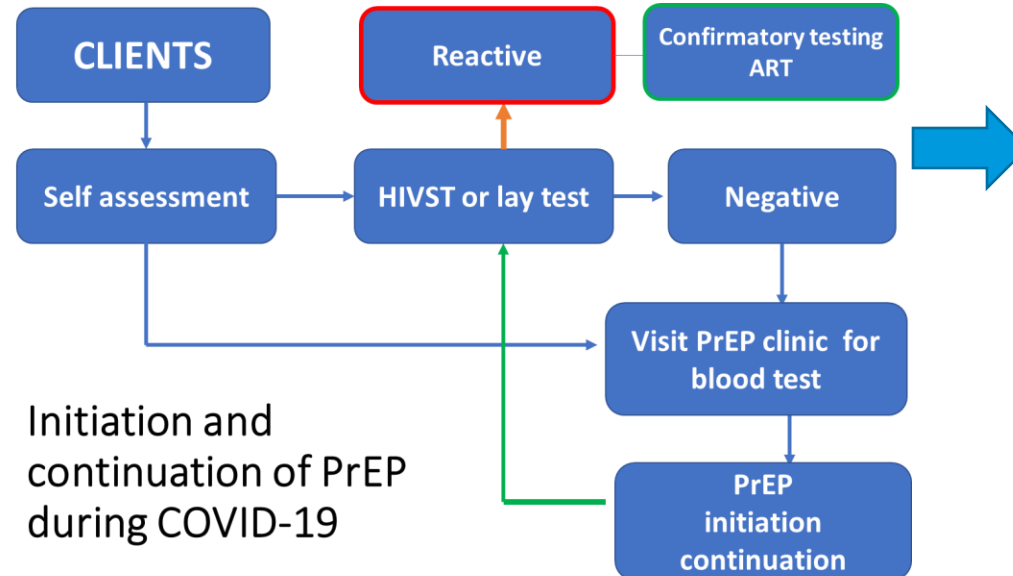 CLIENTS
Reactive
Confirmatory testing
ART
Self assessment
HIVST or lay test
Negative
Visit PrEP clinic for
blood test
Initiation and
continuation of PrEP
during COVID-19
PrEP
initiation
continuation